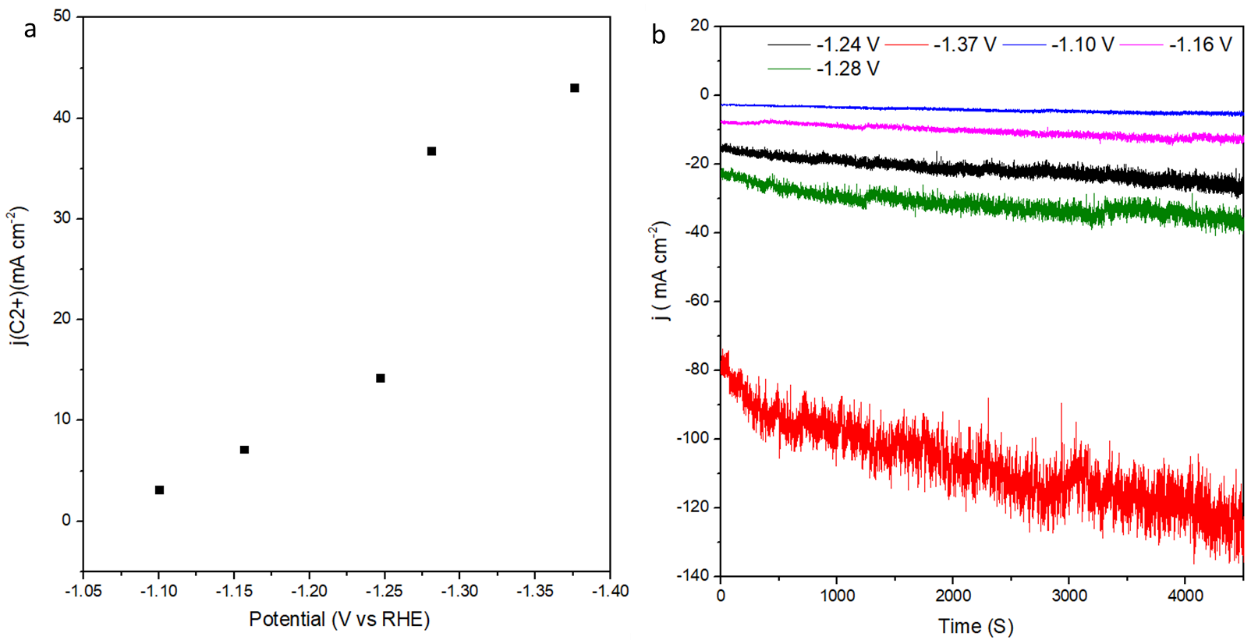 a
50
40
30
20
10
0
j(C2+)(mA cm-2)
-1.05 -1.10 -1.15 -1.20 -1.25 -1.30 -1.35 -1.40
Potential (V vs RHE)
b
-1.24 V -1.37 V -1.10 V -1.16 V
-1.28 V
20
0
-20
-40
-60
-80
-100
-120
-140
j ( mA cm-2)
0 1000 2000 3000 4000
Time (S)